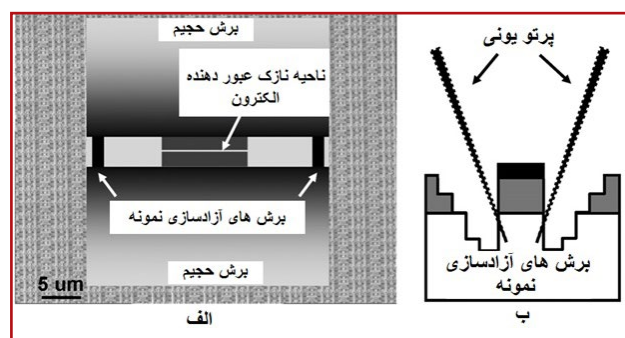 برش حجیم
ناحیه نازک عبور دهنده
الکترون
برش های آزادسازی نمونه
برش حجیم
5 um
الف
پرتو یونی
برش های آزادسازی
نمونه
ب